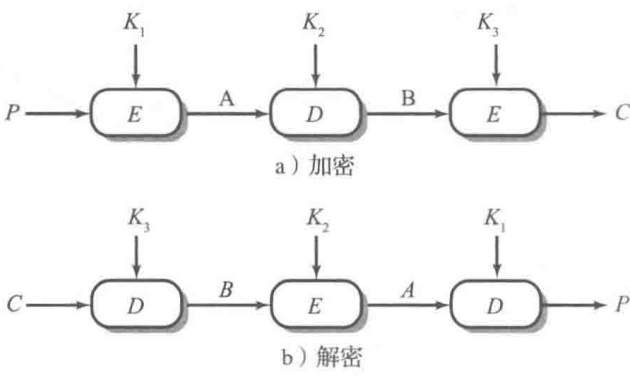 K₁ K₂ K₃
P E A D B E C
a）加密
K₃ K₂ K₁
C D B E A D P
b）解密